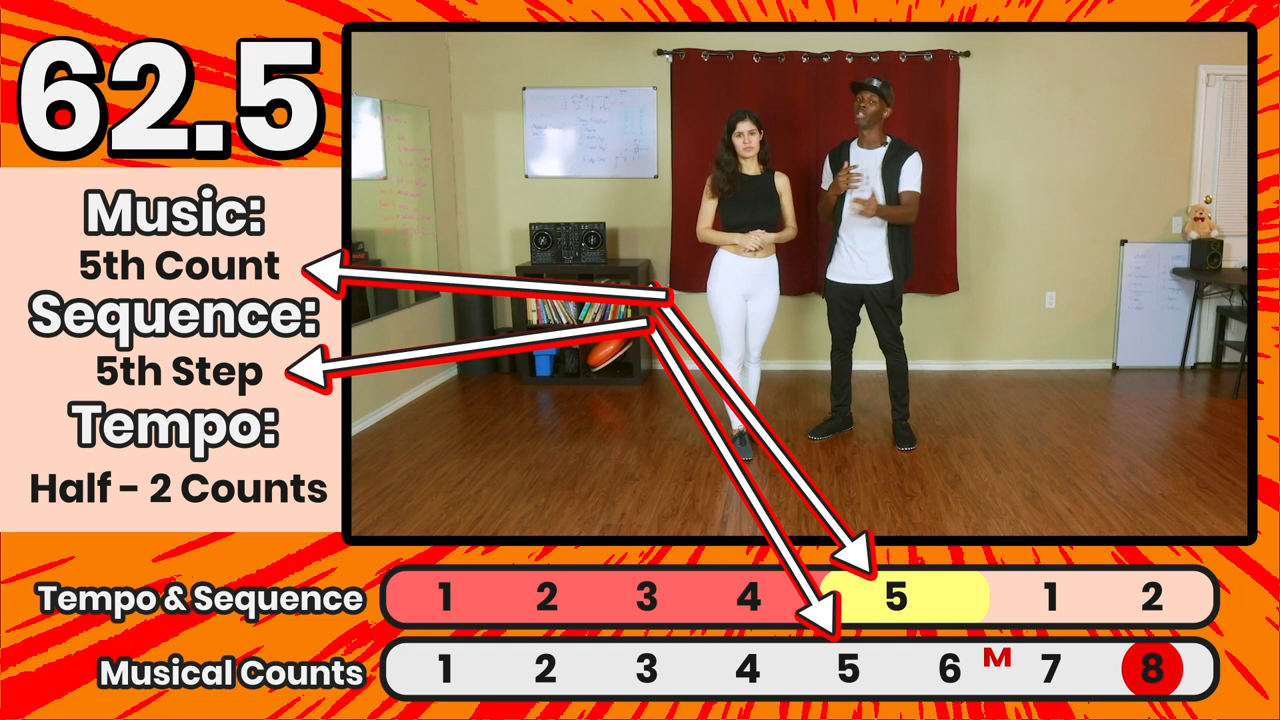 62.5
Music:
5th Count
Sequence:
5th Step
Tempo:
Half - 2 Counts
Tempo & Sequence 1 2 3 4 5 1 2
Musical Counts 1 2 3 4 5 6 M 7 8